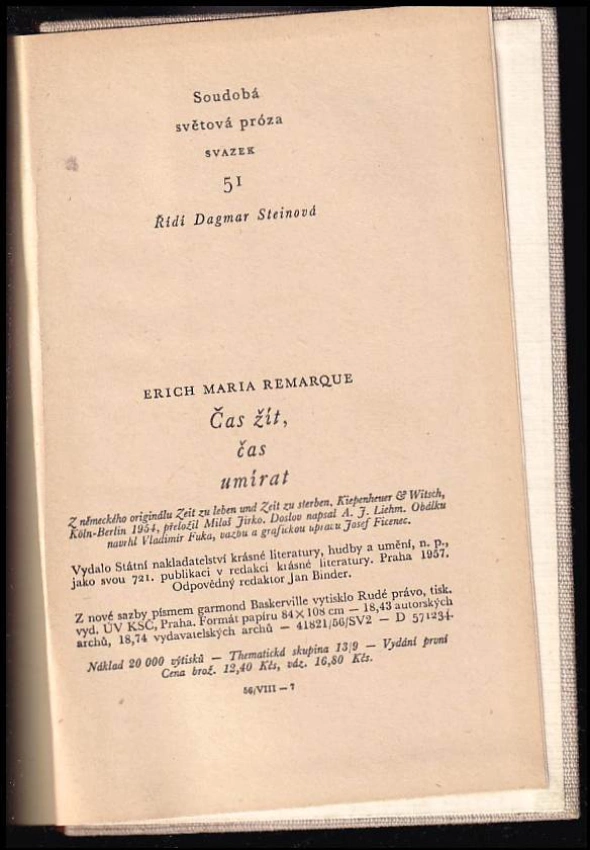 Soudobá
světová próza
SVAZEK
51
Řídí Dagmar Steinová
ERICH MARIA REMARQUE
Čas žít,
čas
umírat
Z německého originálu Zeit zu leben und Zeit zu sterben, Kiepenheuer & Witsch,
Köln-Berlin 1954, přeložil Miloš Jirko. Doslov napsal A. J. Liehm. Obálku
navrhl Vladimír Fuka, vazbu a grafickou úpravu Josef Ficenec.
Vydalo Státní nakladatelství krásné literatury, hudby a umění, n. p.,
jako svou 721. publikaci v redakci krásné literatury. Praha 1957.
Odpovědný redaktor Jan Binder.
Z nové sazby písmem garmond Baskerville vytisklo Rudé právo, tisk.
vyd. ÚV KSČ, Praha. Formát papíru 84×108 cm — 18,43 autorských
archů, 18,74 vydavatelských archů — 41821/56/SV2 — D 571234.
Náklad 20 000 výtisků — Thematická skupina 13/9 — Vydání první
Cena brož. 12,40 Kčs, váz. 16,80 Kčs.
56/VIII — 7